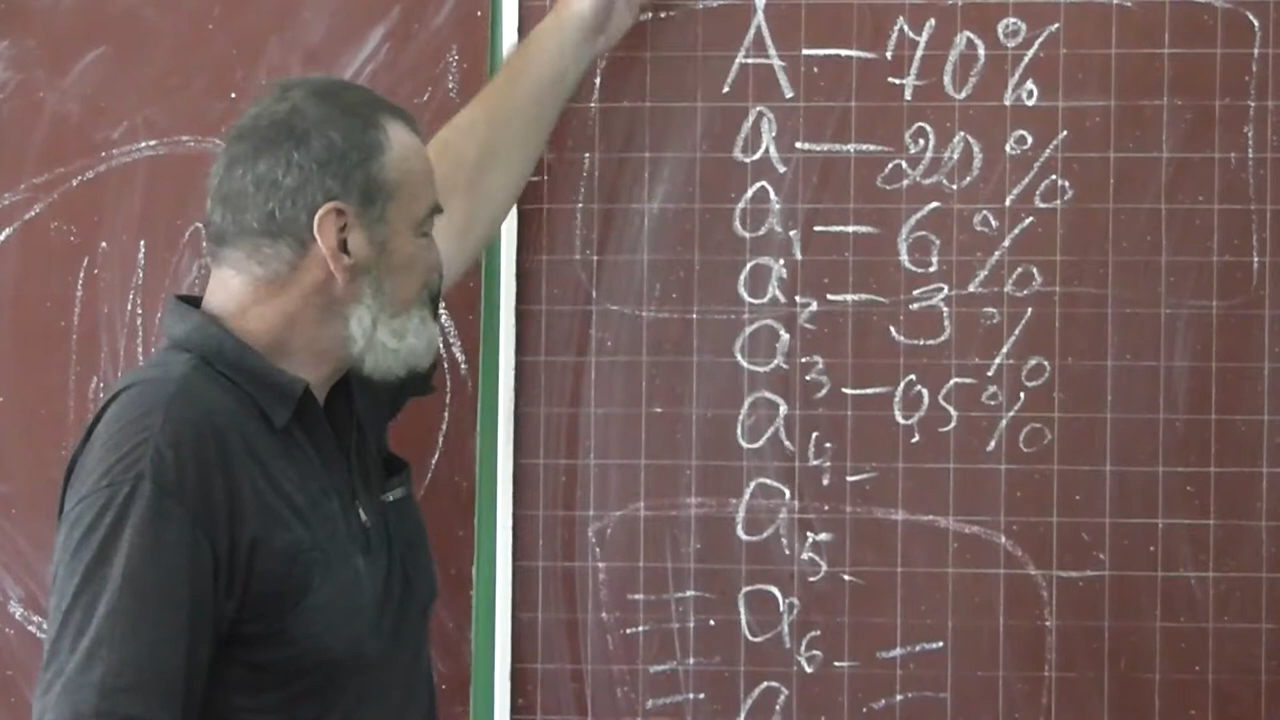 A — 70%
a — 20%
a1 — 6%
a2 — 3%
a3 — 0,5%
a4 -
a5 -
= a6 - =
= a